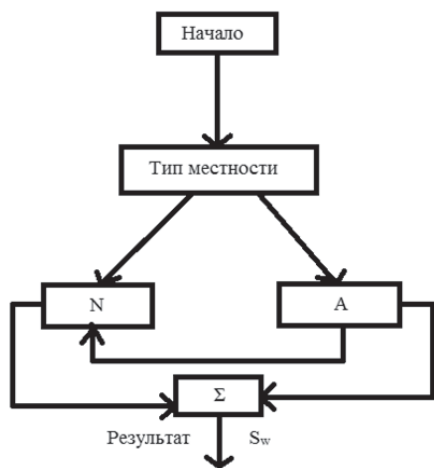 Начало
Тип местности
N
A
Σ
Результат
Sw